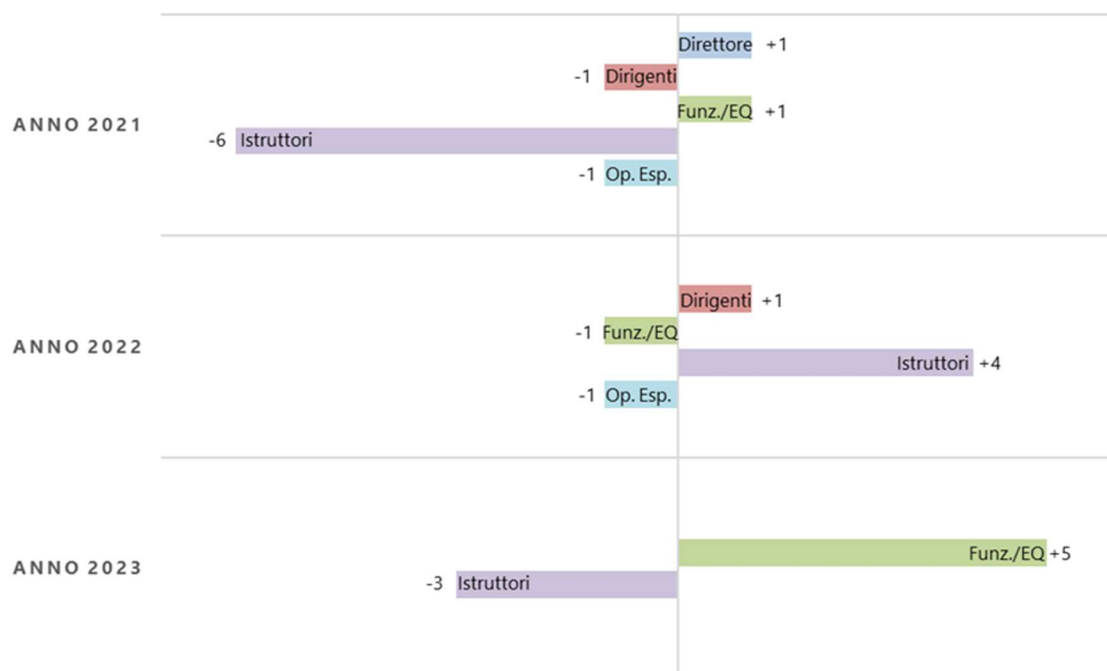 Direttore +1
-1 Dirigenti
Funz./EQ +1
ANNO 2021
-6 Istruttori
-1 Op. Esp.
Dirigenti +1
-1 Funz./EQ
ANNO 2022
Istruttori +4
-1 Op. Esp.
Funz./EQ +5
ANNO 2023
-3 Istruttori